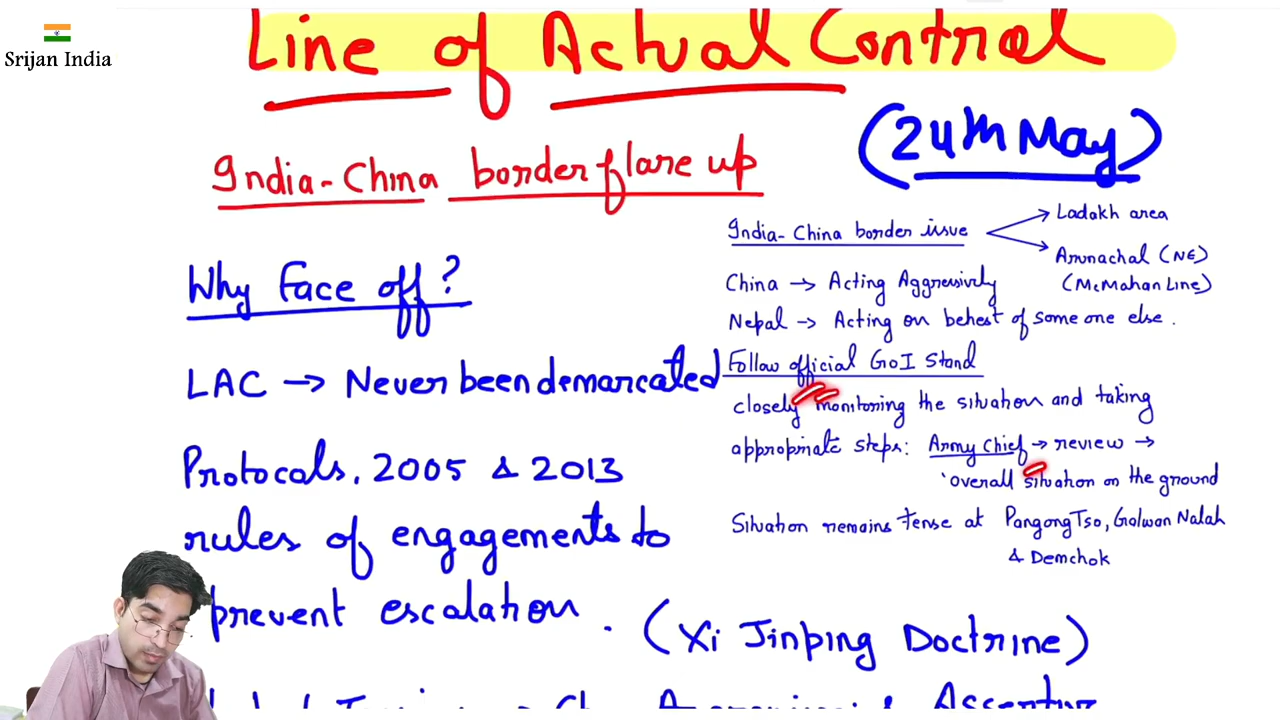 Srijan India
Line of Actual Control
(24th May)
India-China border flare up
Why Face off?
LAC → Never been demarcated
Protocals, 2005 & 2013
rules of engagements to
prevent escalation.
(Xi Jinping Doctrine)
India-China border issue
Ladakh area
Arunachal (NE)
(McMahan Line)
China → Acting Aggressively
Nepal → Acting on behest of some one else.
Follow official GoI Stand
closely monitoring the situation and taking
appropriate steps: Army Chief → review →
'overall situation on the ground
Situation remains tense at Pangong Tso, Galwan Nalah
& Demchok